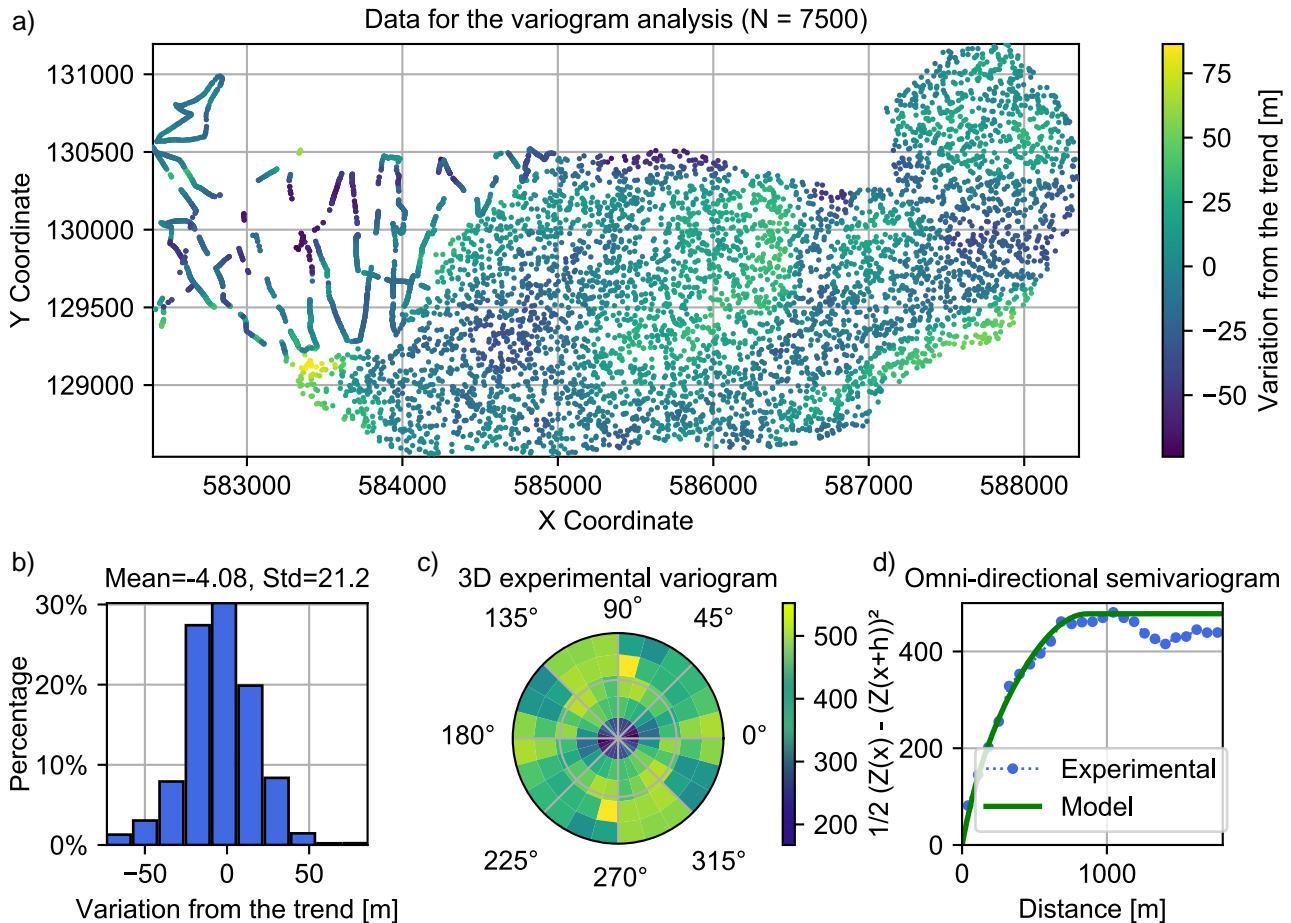 a)
Data for the variogram analysis (N = 7500)
131000
130500
130000
129500
129000
Y Coordinate
583000 584000 585000 586000 587000 588000
X Coordinate
75
50
25
0
−25
−50
Variation from the trend [m]
b)
Mean=-4.08, Std=21.2
30%
20%
10%
0%
Percentage
−50 0 50
Variation from the trend [m]
c)
3D experimental variogram
90°
135° 45°
180° 0°
225° 315°
270°
500
400
300
200
1/2 (Z(x) - (Z(x+h))²
d)
Omni-directional semivariogram
400
200
0
Experimental
Model
0 1000
Distance [m]